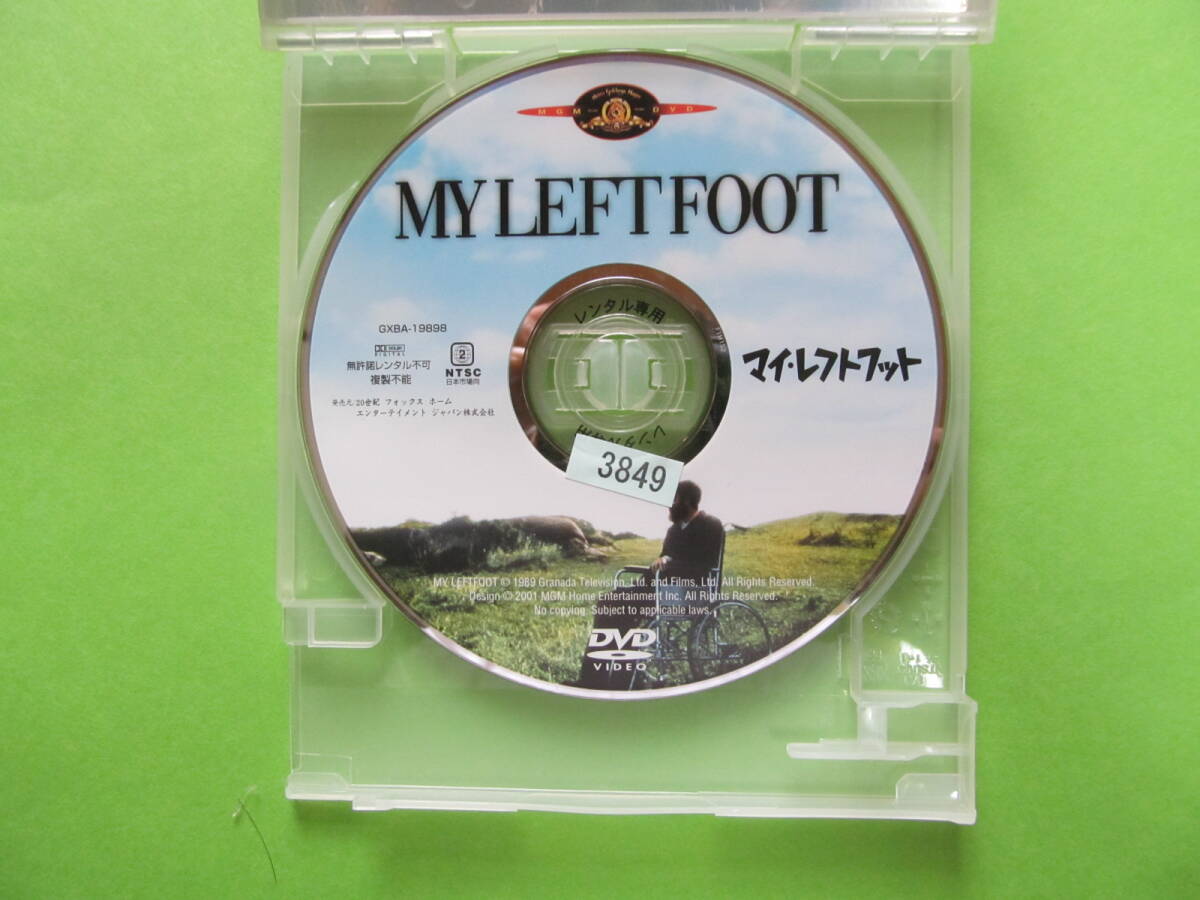 MGM DVD
MY LEFT FOOT
レンタル専用
GXBA-19898
DOLBY
DIGITAL
2
無許諾レンタル不可
NTSC
複製不能
日本市場向
マイ・レフトフット
発売元 20世紀 フォックス ホーム
エンターテイメント ジャパン株式会社
3849
MY LEFTFOOT © 1989 Granada Television, Ltd. and Films, Ltd. All Rights Reserved.
Design © 2001 MGM Home Entertainment Inc. All Rights Reserved.
No copying. Subject to applicable laws.
DVD
VIDEO